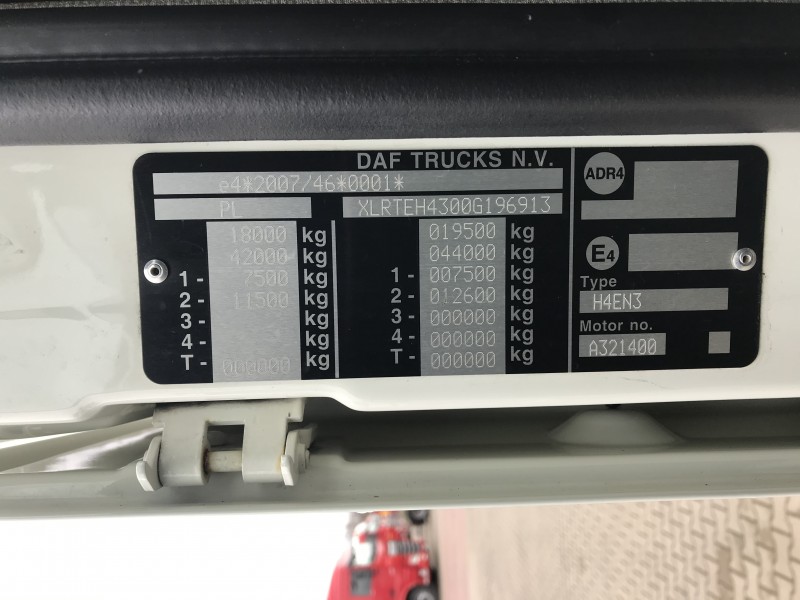 DAF TRUCKS N.V.
e4*2007/46*0001*
PL XLRTEH4300G196913
18000 kg 019500 kg
42000 kg 044000 kg
1- 7500 kg 1- 007500 kg
2- 11500 kg 2- 012600 kg
3- kg 3- 000000 kg
4- kg 4- 000000 kg
T- 000000 kg T- 000000 kg
ADR4
E4
Type
H4EN3
Motor no.
A321400